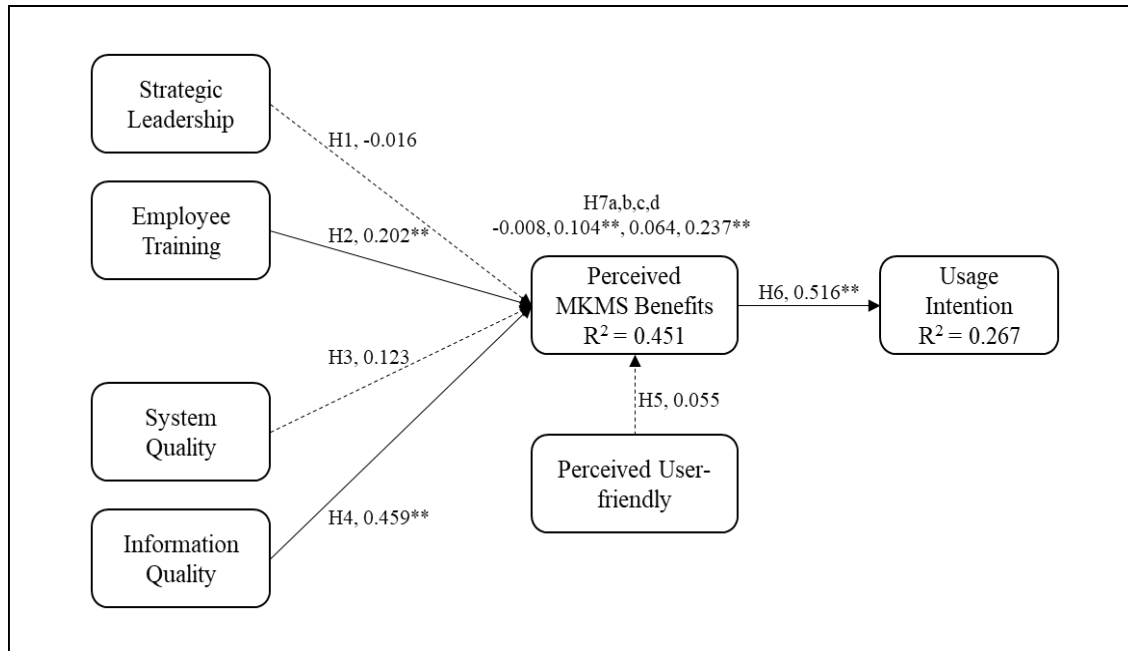 Strategic
Leadership
H1, -0.016
Employee
Training
H2, 0.202**
H7a,b,c,d
-0.008, 0.104**, 0.064, 0.237**
Perceived
MKMS Benefits
R² = 0.451
H6, 0.516**
Usage
Intention
R² = 0.267
H3, 0.123
System
Quality
H5, 0.055
Perceived User-
friendly
H4, 0.459**
Information
Quality